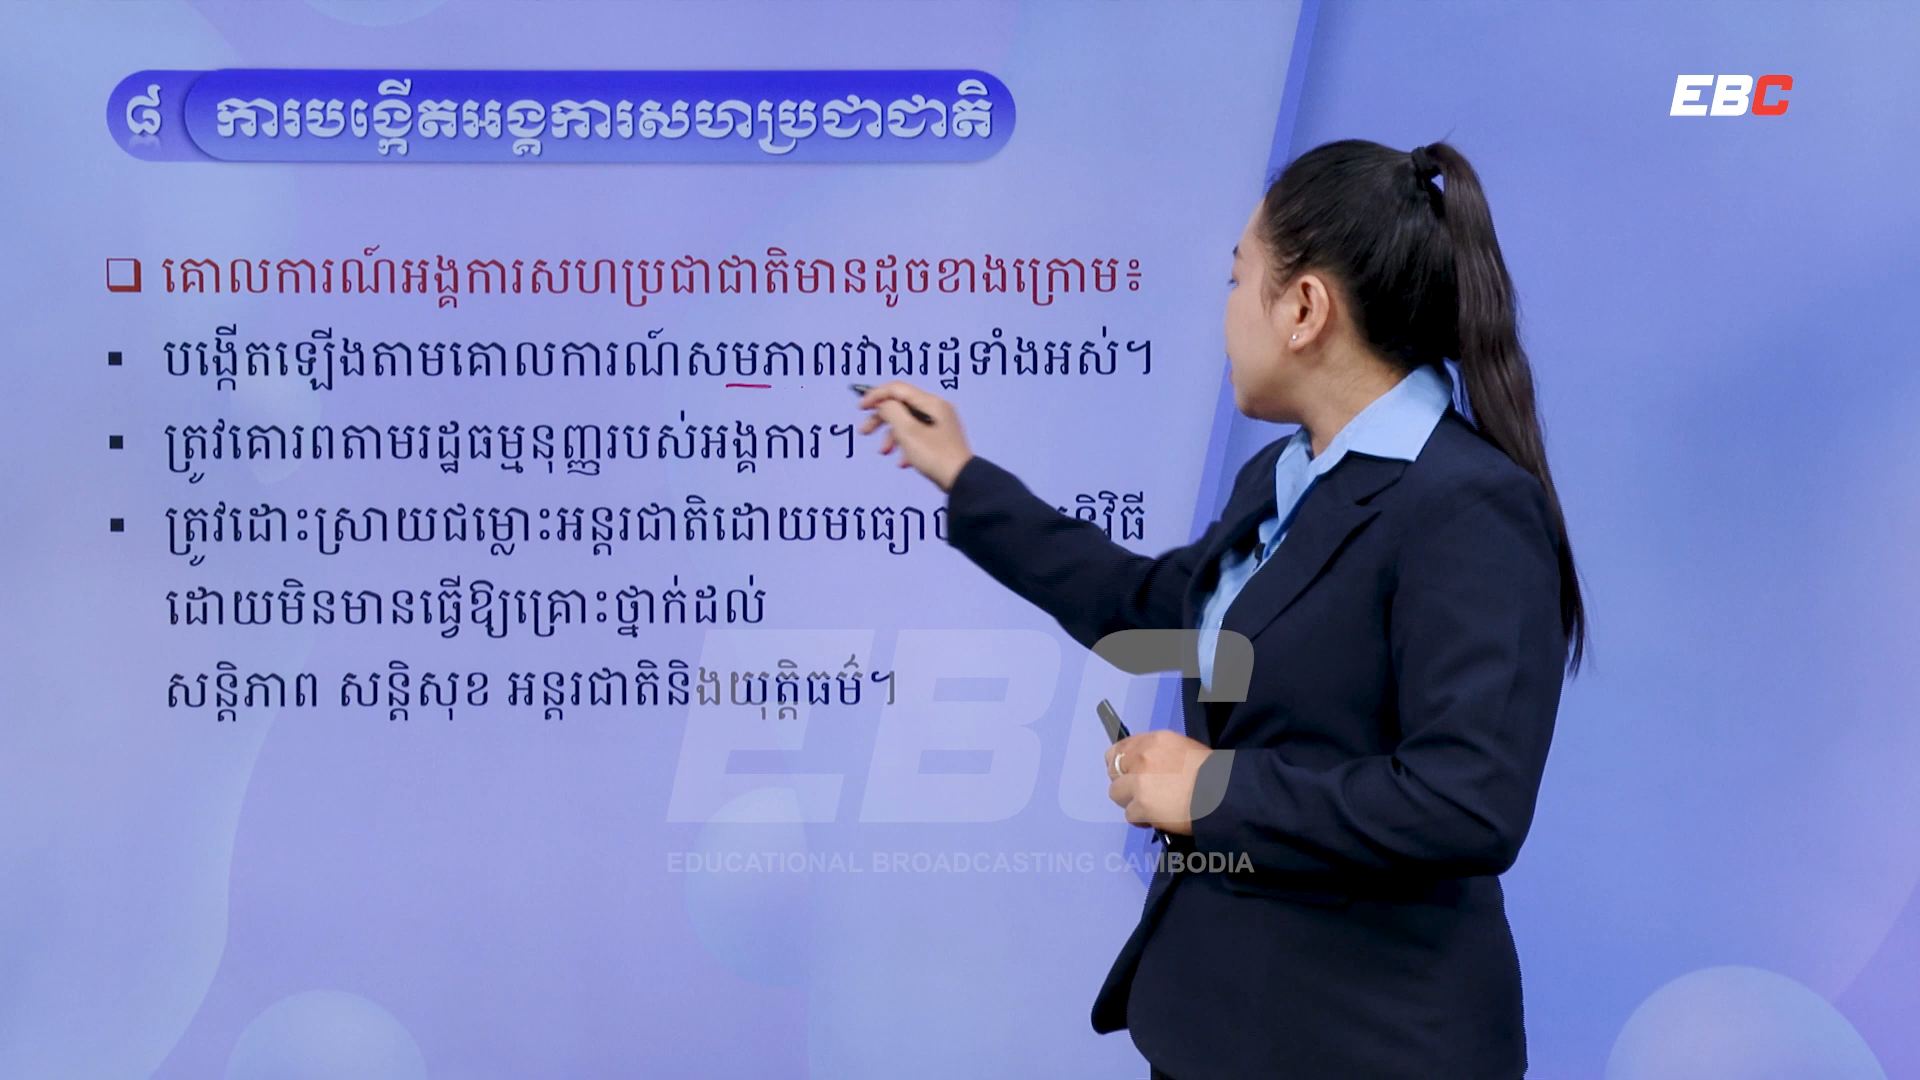 ៨ ការបង្កើតអង្គការសហប្រជាជាតិ
EBC
គោលការណ៍អង្គការសហប្រជាជាតិមានដូចខាងក្រោម៖
បង្កើតឡើងតាមគោលការណ៍សមភាពរវាងរដ្ឋទាំងអស់។
ត្រូវគោរពតាមរដ្ឋធម្មនុញ្ញរបស់អង្គការ។
ត្រូវដោះស្រាយជម្លោះអន្តរជាតិដោយ
ដោយមិនមានធ្វើឱ្យគ្រោះថ្នាក់ដល់
សន្តិភាព សន្តិសុខ អន្តរជាតិនិងយុត្តិធម៌។
EBC
EDUCATIONAL BROADCASTING CAMBODIA